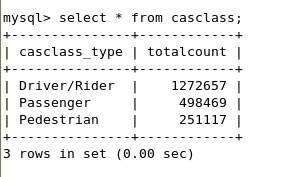 mysql> select * from casclass;
+---------------+------------+
| casclass_type | totalcount |
+---------------+------------+
| Driver/Rider  |    1272657 |
| Passenger     |     498469 |
| Pedestrian    |     251117 |
+---------------+------------+
3 rows in set (0.00 sec)